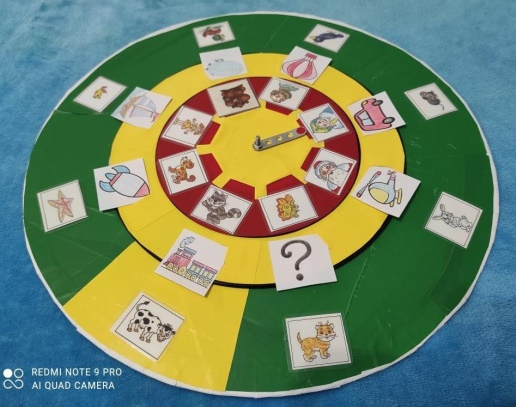 ?
REDMI NOTE 9 PRO
AI QUAD CAMERA